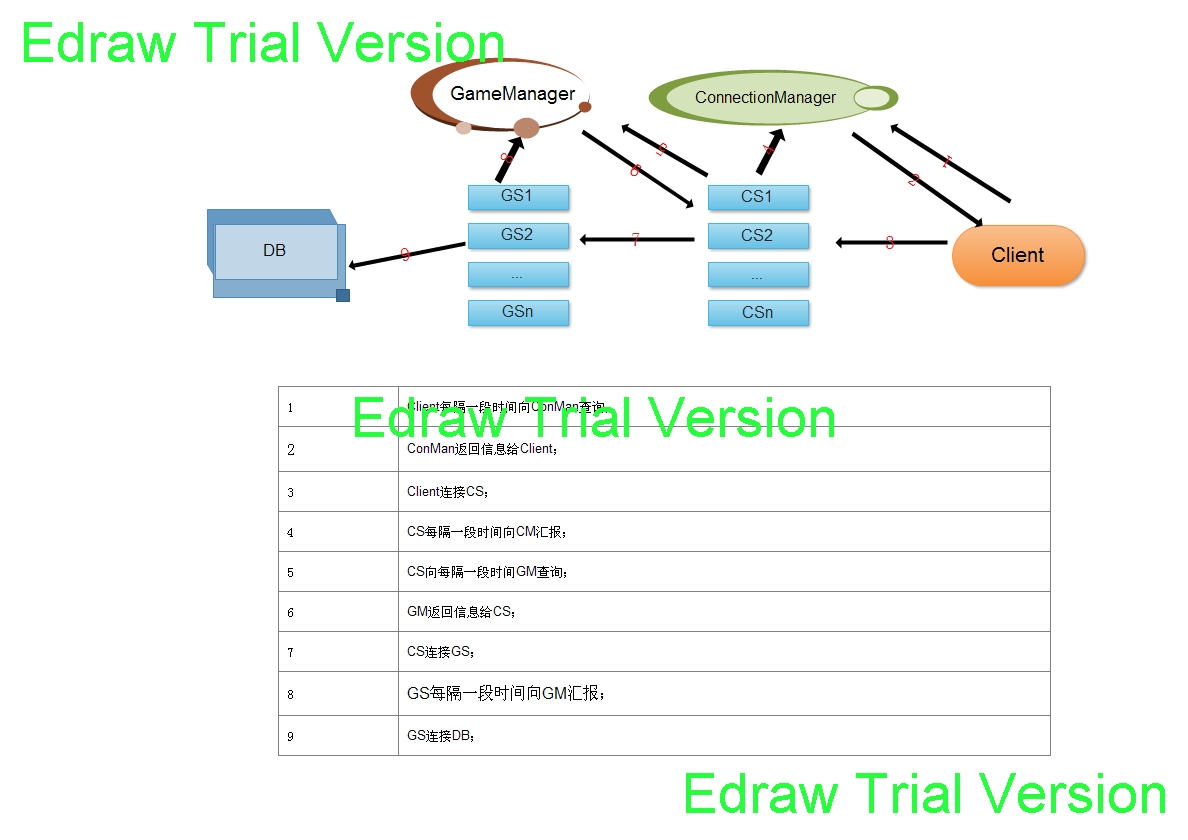 Edraw Trial Version
GameManager
ConnectionManager
8
6
5
4
2
1
GS1
CS1
GS2
CS2
DB
9
7
3
Client
...
...
GSn
CSn
1 Client每隔一段时间向ConMan查询;
Edraw Trial Version
2 ConMan返回信息给Client；
3 Client连接CS；
4 CS每隔一段时间向CM汇报；
5 CS向每隔一段时间GM查询；
6 GM返回信息给CS；
7 CS连接GS；
8 GS每隔一段时间向GM汇报；
9 GS连接DB；
Edraw Trial Version